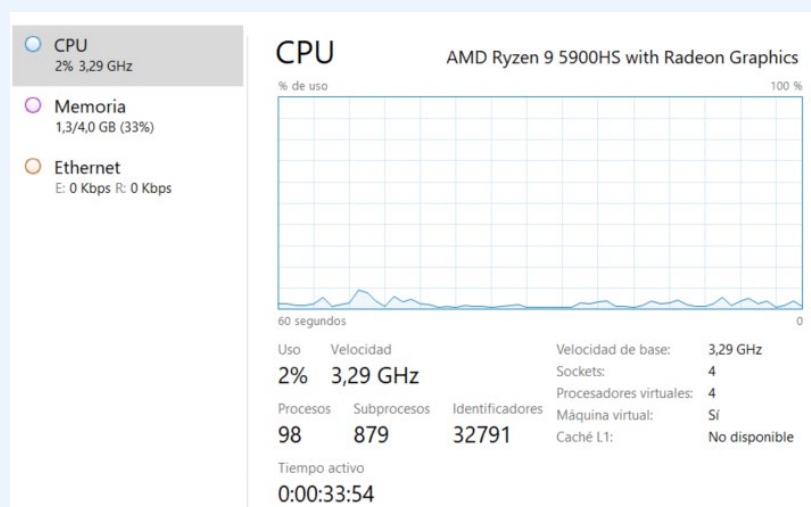 CPU
2% 3,29 GHz
Memoria
1,3/4,0 GB (33%)
Ethernet
E: 0 Kbps R: 0 Kbps
CPU
AMD Ryzen 9 5900HS with Radeon Graphics
% de uso
100 %
60 segundos
0
Uso
Velocidad
2%
3,29 GHz
Procesos
Subprocesos
Identificadores
98
879
32791
Tiempo activo
0:00:33:54
Velocidad de base: 3,29 GHz
Sockets: 4
Procesadores virtuales: 4
Máquina virtual: Sí
Caché L1: No disponible